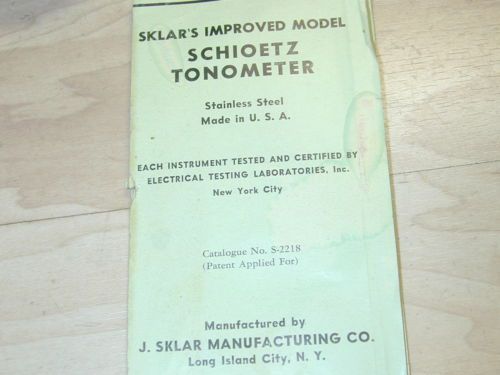 SKLAR'S IMPROVED MODEL
SCHIOETZ
TONOMETER
Stainless Steel
Made in U. S. A.
EACH INSTRUMENT TESTED AND CERTIFIED BY
ELECTRICAL TESTING LABORATORIES, Inc.
New York City
Catalogue No. S-2218
(Patent Applied For)
Manufactured by
J. SKLAR MANUFACTURING CO.
Long Island City, N. Y.